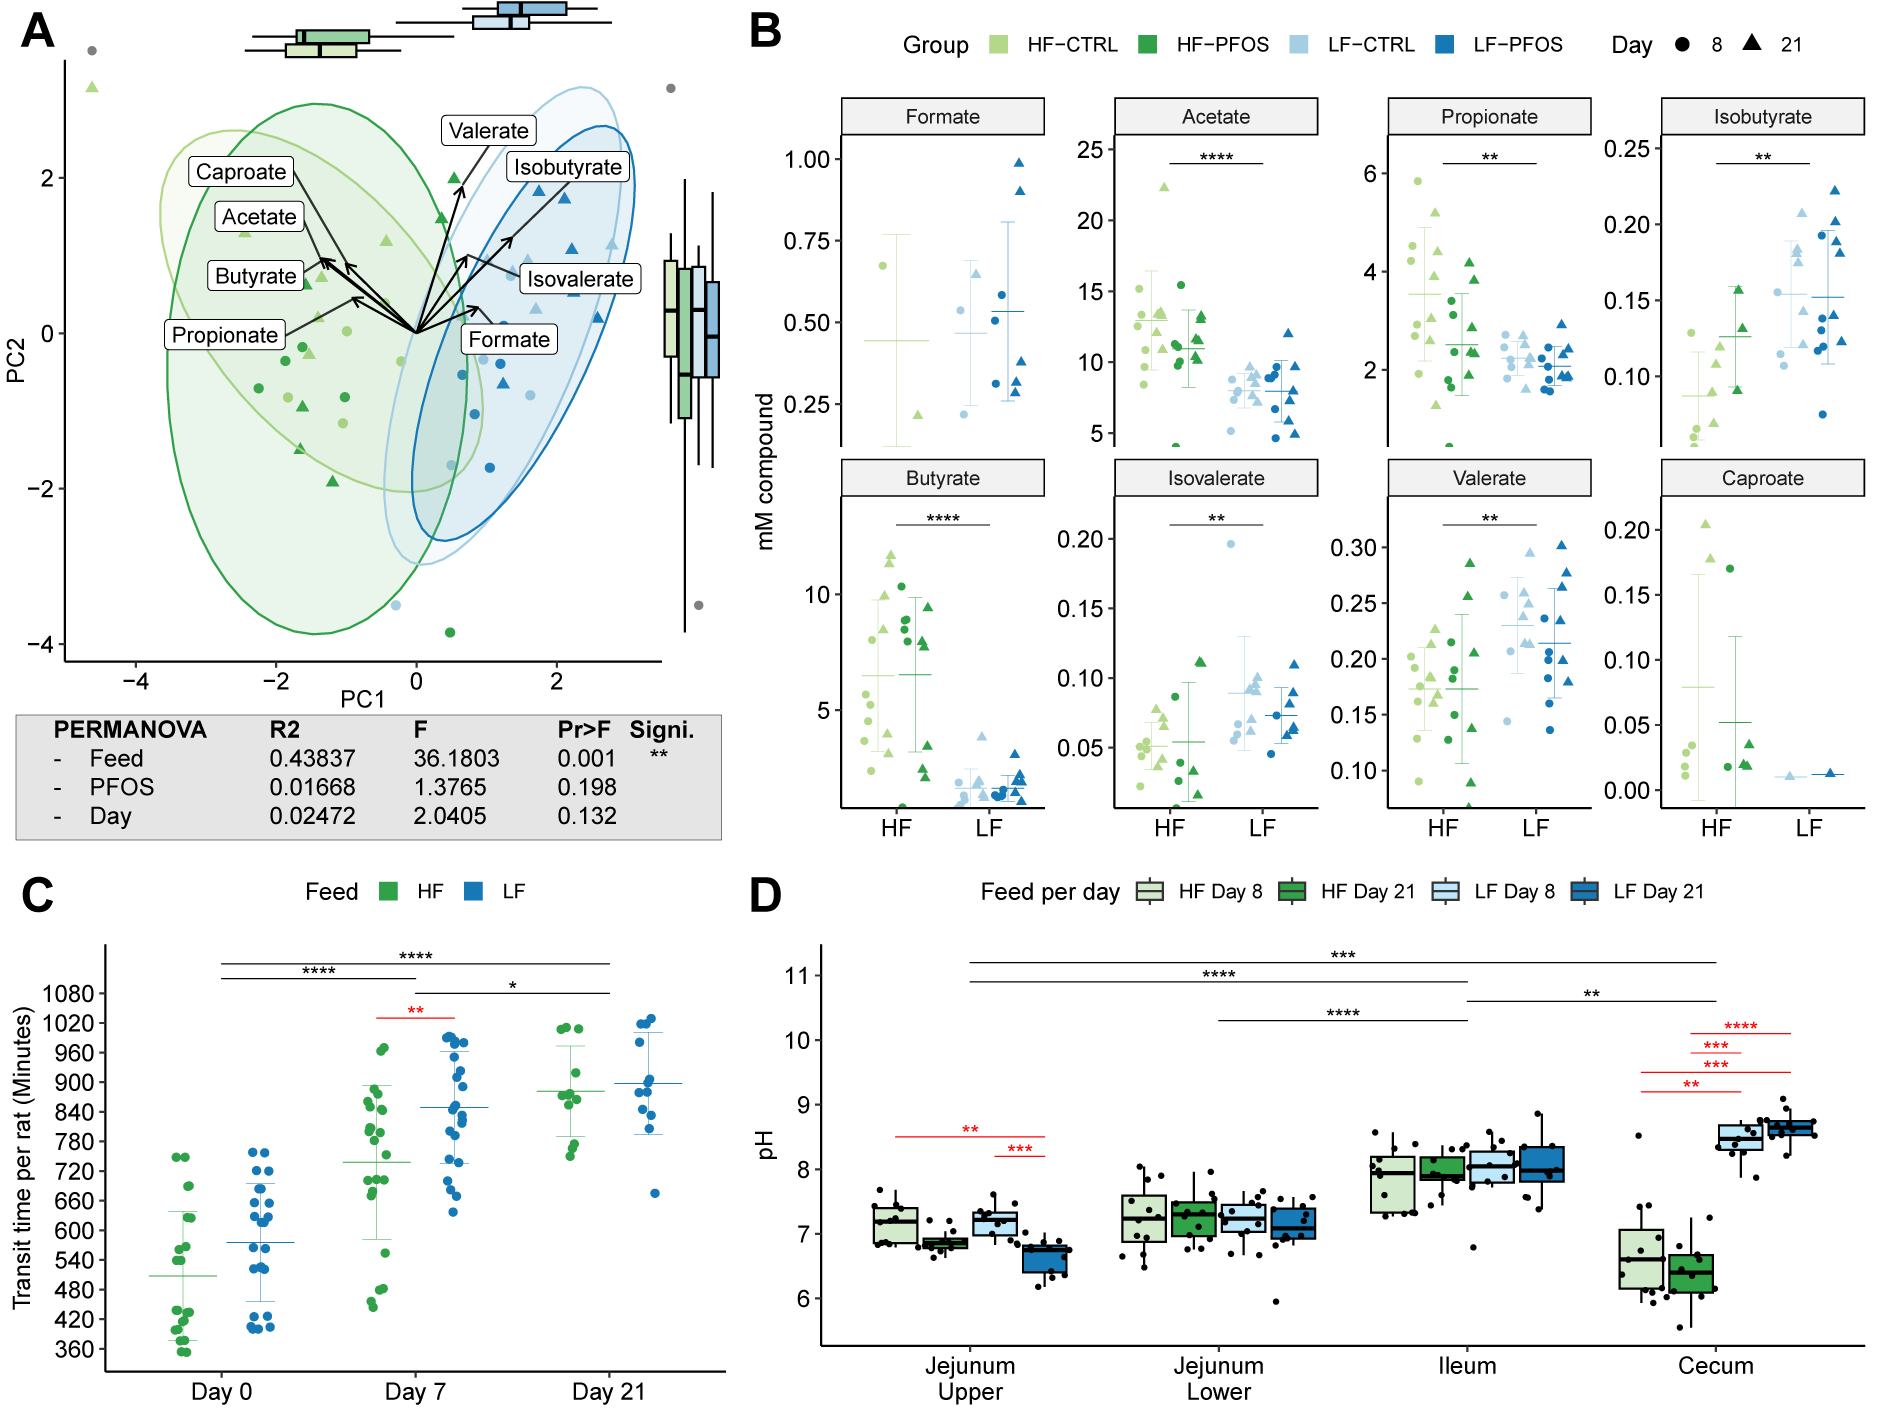 A
PC2
2
0
−2
−4
Valerate
Isobutyrate
Caproate
Acetate
Butyrate
Isovalerate
Propionate
Formate
−4 −2 0 2
PC1
PERMANOVA R2 F Pr>F Signi.
- Feed 0.43837 36.1803 0.001 **
- PFOS 0.01668 1.3765 0.198
- Day 0.02472 2.0405 0.132
B
Group HF−CTRL HF−PFOS LF−CTRL LF−PFOS Day 8 21
mM compound
Formate
1.00
0.75
0.50
0.25
Acetate
25
20
15
10
5
****
Propionate
6
4
2
**
Isobutyrate
0.25
0.20
0.15
0.10
**
Butyrate
10
5
****
HF LF
Isovalerate
0.20
0.15
0.10
0.05
**
HF LF
Valerate
0.30
0.25
0.20
0.15
0.10
**
HF LF
Caproate
0.20
0.15
0.10
0.05
0.00
HF LF
C
Feed HF LF
Transit time per rat (Minutes)
1080
1020
960
900
840
780
720
660
600
540
480
420
360
****
****
*
**
Day 0 Day 7 Day 21
D
Feed per day HF Day 8 HF Day 21 LF Day 8 LF Day 21
pH
11
10
9
8
7
6
***
****
**
****
****
***
***
**
**
***
Jejunum Upper
Jejunum Lower
Ileum
Cecum